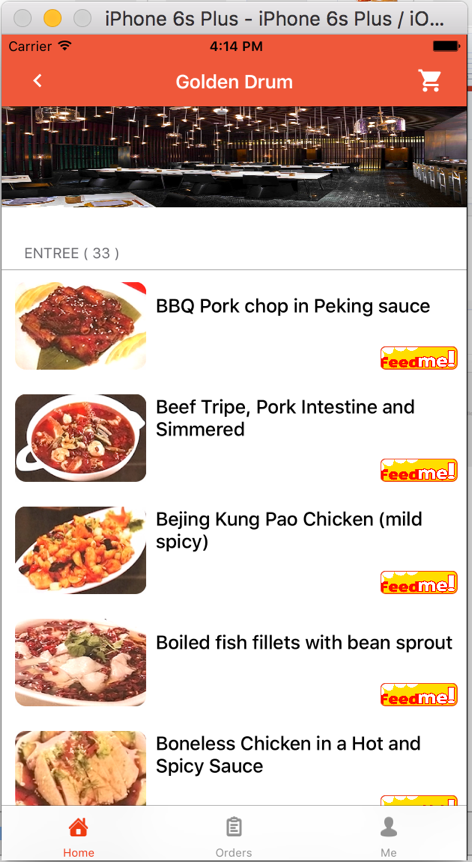 iPhone 6s Plus - iPhone 6s Plus / iO...
Carrier 4:14 PM
Golden Drum
ENTREE ( 33 )
BBQ Pork chop in Peking sauce
Feedme!
Beef Tripe, Pork Intestine and
Simmered
Feedme!
Bejing Kung Pao Chicken (mild
spicy)
Feedme!
Boiled fish fillets with bean sprout
Feedme!
Boneless Chicken in a Hot and
Spicy Sauce
Home Orders Me